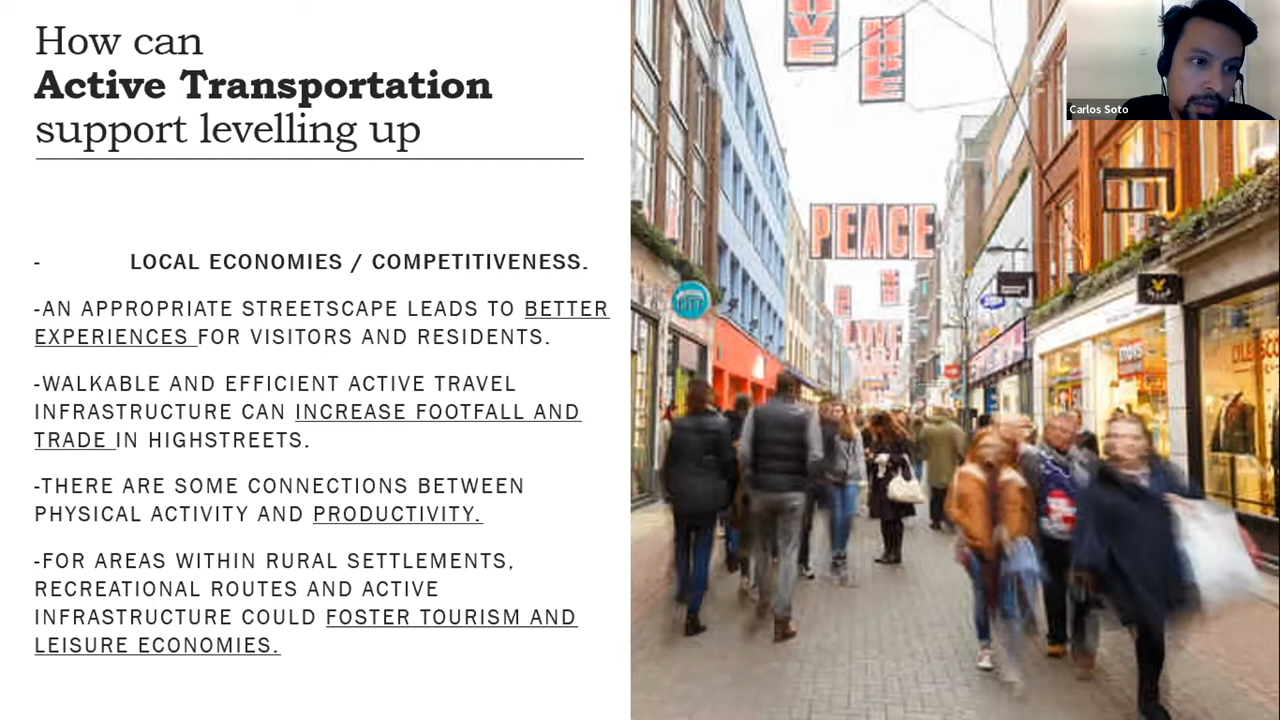 How can
Active Transportation
support levelling up
- LOCAL ECONOMIES / COMPETITIVENESS.
-AN APPROPRIATE STREETSCAPE LEADS TO BETTER
EXPERIENCES FOR VISITORS AND RESIDENTS.
-WALKABLE AND EFFICIENT ACTIVE TRAVEL
INFRASTRUCTURE CAN INCREASE FOOTFALL AND
TRADE IN HIGHSTREETS.
-THERE ARE SOME CONNECTIONS BETWEEN
PHYSICAL ACTIVITY AND PRODUCTIVITY.
-FOR AREAS WITHIN RURAL SETTLEMENTS,
RECREATIONAL ROUTES AND ACTIVE
INFRASTRUCTURE COULD FOSTER TOURISM AND
LEISURE ECONOMIES.
PEACE
LOVE
Carlos Soto